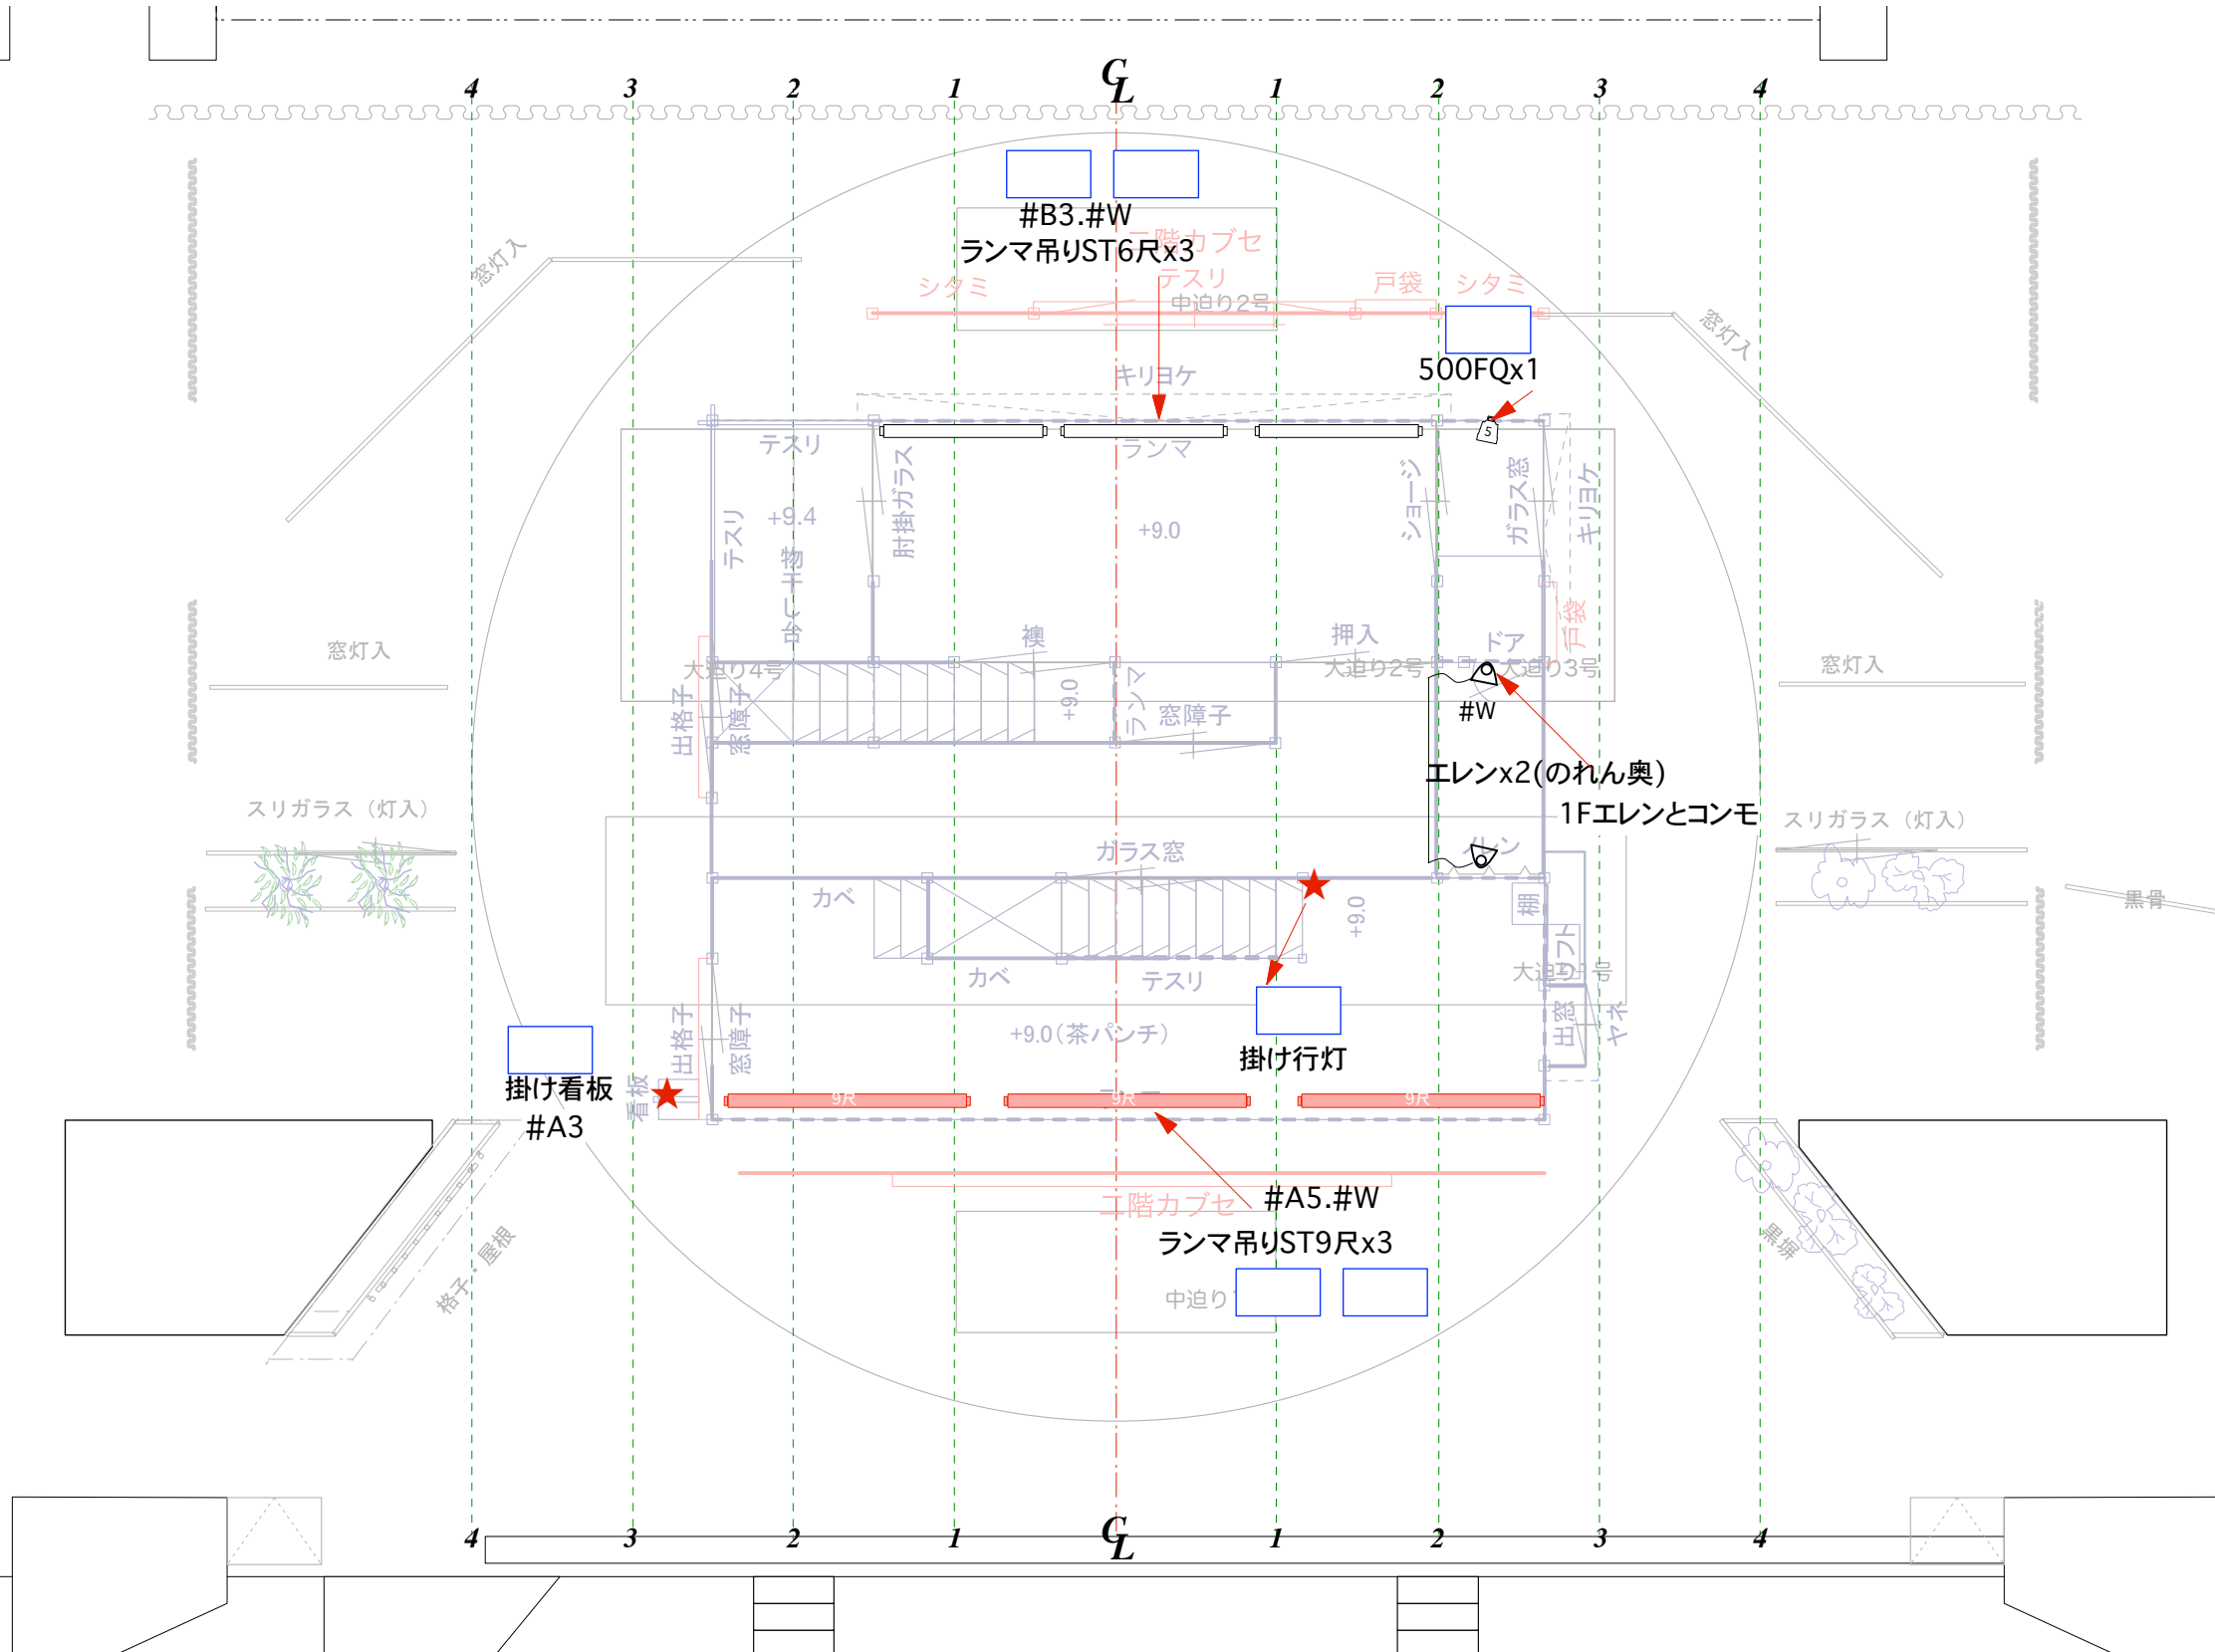 4 3 2 1 CL 1 2 3 4
#B3.#W
ランマ吊りST6尺x3
二階カブセ
テスリ
シタミ
中迫り2号
戸袋
シタミ
窓灯入
窓灯入
500FQx1
キリヨケ
テスリ
ランマ
5
テスリ
+9.4
物干し台
肘掛ガラス
+9.0
ショージ
ガラス窓
キリヨケ
戸袋
襖
押入
ドア
窓灯入
大迫り4号
大迫り2号
大迫り3号
窓灯入
出格子
窓障子
+9.0
ランマ
窓障子
#W
エレンx2(のれん奥)
1Fエレンとコンモ
スリガラス（灯入）
スリガラス（灯入）
ガラス窓
ノレン
カベ
+9.0
棚
黒骨
リフト
カベ
テスリ
大迫り1号
出格子
窓障子
+9.0(茶パンチ)
出窓
ヤネ
掛け行灯
掛け看板
#A3
看板
9尺
9尺
9尺
#A5.#W
二階カブセ
ランマ吊りST9尺x3
格子・屋根
黒塀
中迫り
4 3 2 1 CL 1 2 3 4